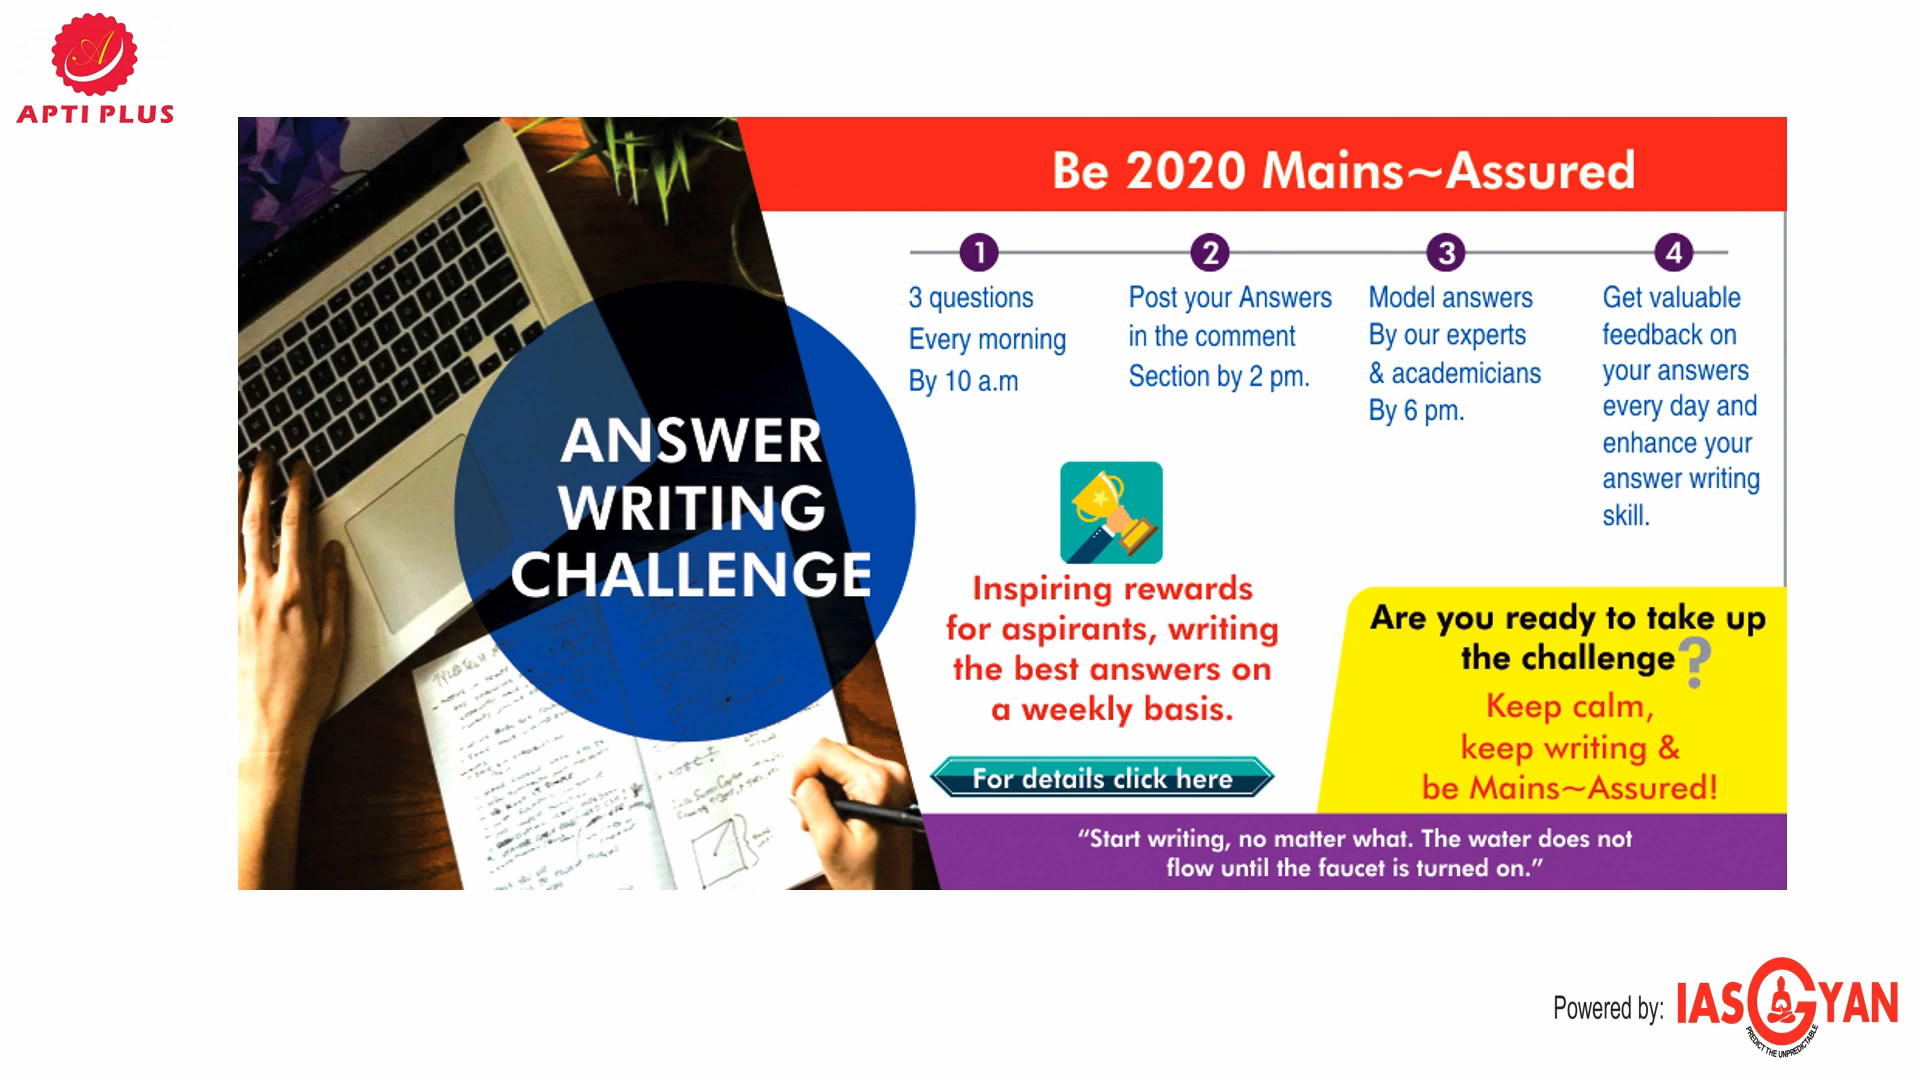 A
APTI PLUS
Be 2020 Mains~Assured
1
3 questions
Every morning
By 10 a.m
2
Post your Answers
in the comment
Section by 2 pm.
3
Model answers
By our experts
& academicians
By 6 pm.
4
Get valuable
feedback on
your answers
every day and
enhance your
answer writing
skill.
ANSWER
WRITING
CHALLENGE
Inspiring rewards
for aspirants, writing
the best answers on
a weekly basis.
For details click here
Are you ready to take up
the challenge?
Keep calm,
keep writing &
be Mains~Assured!
“Start writing, no matter what. The water does not
flow until the faucet is turned on.”
Powered by: IAS GYAN
PREDICT THE UNPREDICTABLE